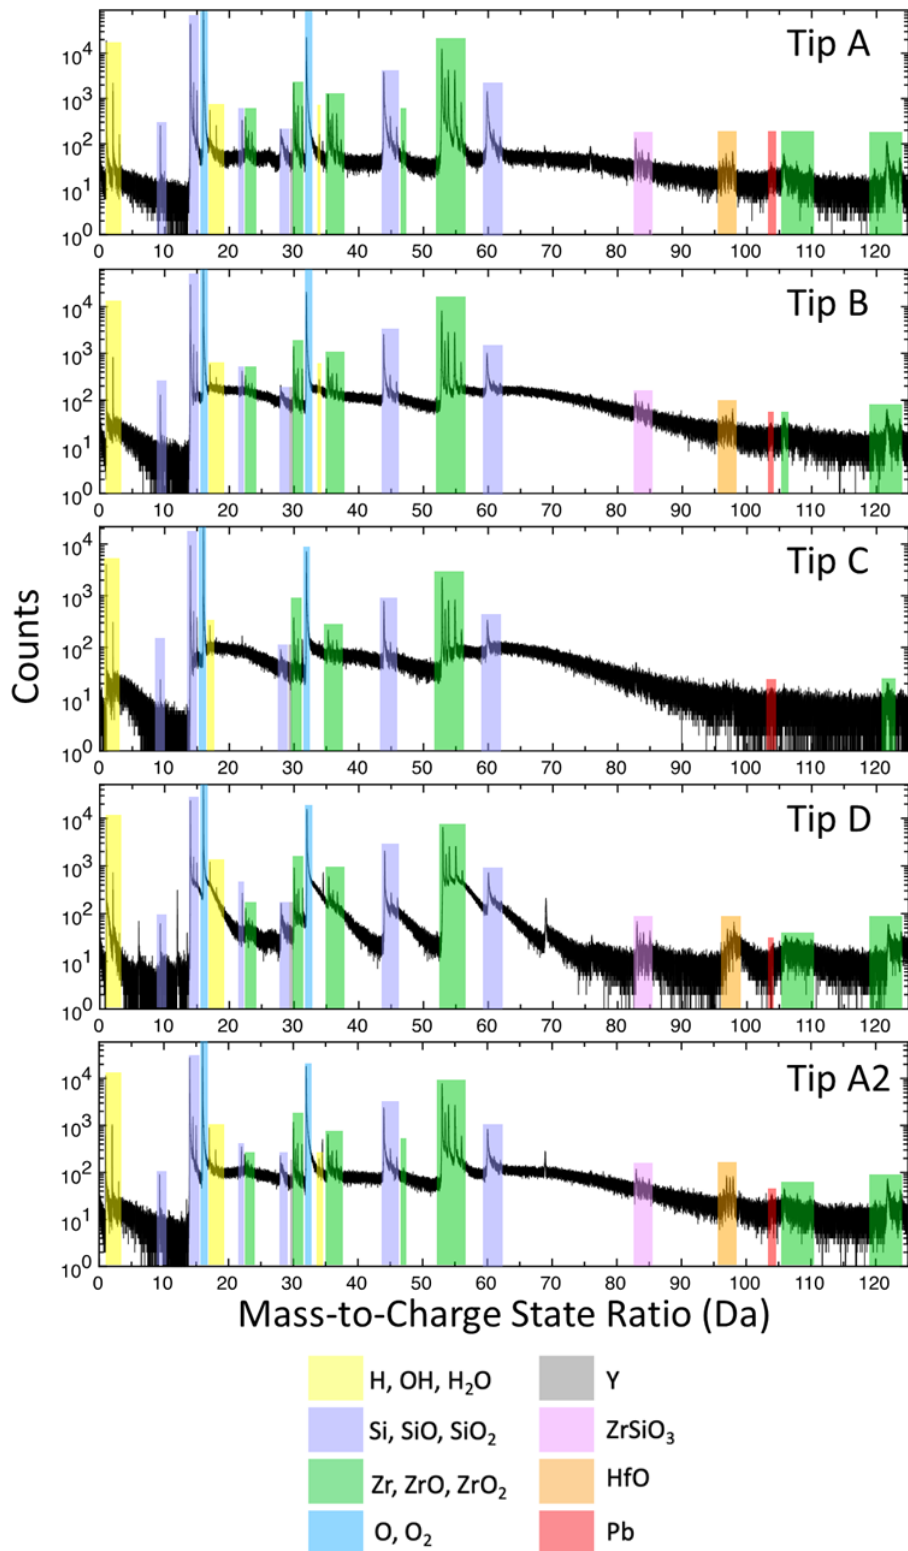 Tip A
10⁴
10³
10²
10¹
10⁰
0 10 20 30 40 50 60 70 80 90 100 110 120
Tip B
10⁴
10³
10²
10¹
10⁰
0 10 20 30 40 50 60 70 80 90 100 110 120
Tip C
10⁴
10³
10²
10¹
10⁰
0 10 20 30 40 50 60 70 80 90 100 110 120
Counts
Tip D
10⁴
10³
10²
10¹
10⁰
0 10 20 30 40 50 60 70 80 90 100 110 120
Tip A2
10⁴
10³
10²
10¹
10⁰
0 10 20 30 40 50 60 70 80 90 100 110 120
Mass-to-Charge State Ratio (Da)
H, OH, H₂O
Y
Si, SiO, SiO₂
ZrSiO₃
Zr, ZrO, ZrO₂
HfO
O, O₂
Pb